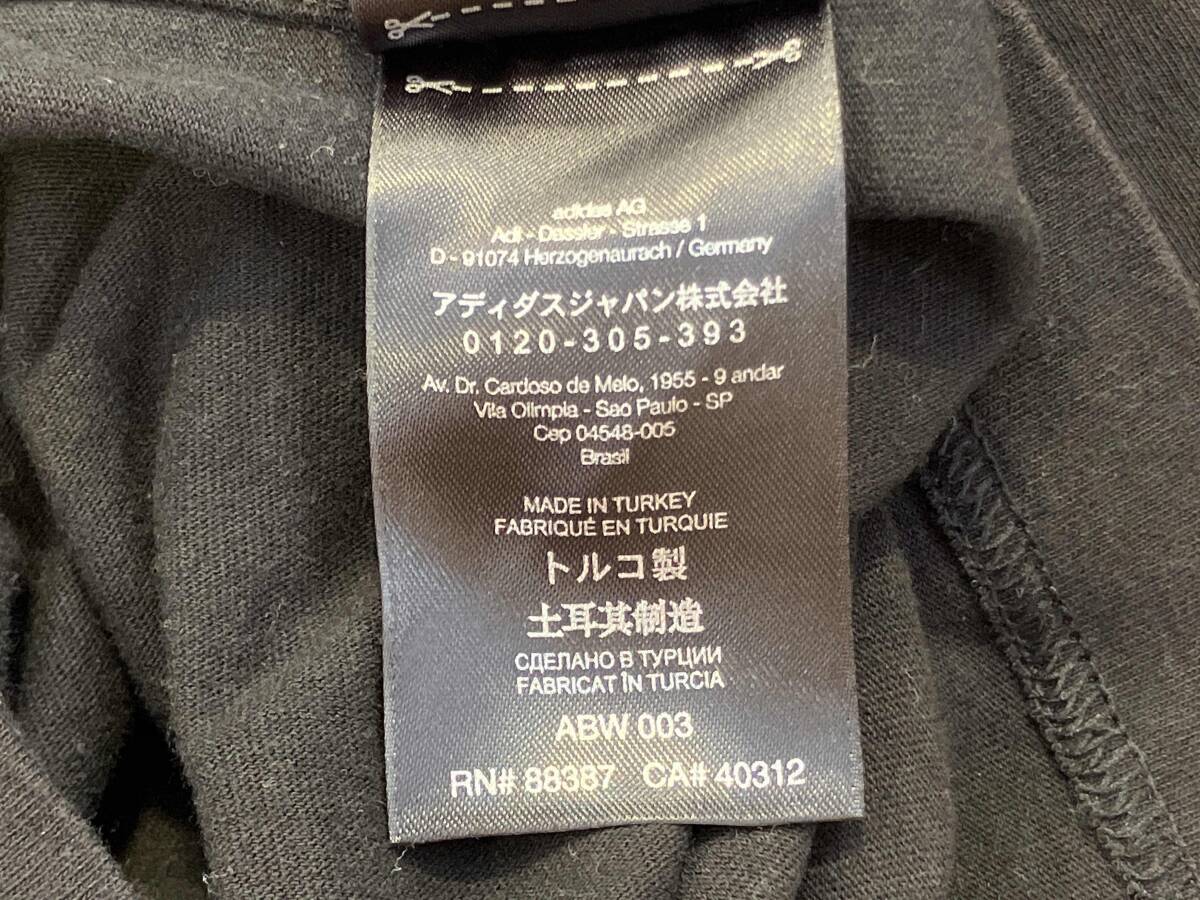 adidas AG
Adi - Dassler - Strasse 1
D - 91074 Herzogenaurach / Germany
アディダスジャパン株式会社
0120-305-393
Av. Dr. Cardoso de Melo, 1955 - 9 andar
Vila Olimpia - Sao Paulo - SP
Cep 04548-005
Brasil
MADE IN TURKEY
FABRIQUÉ EN TURQUIE
トルコ製
土耳其制造
СДЕЛАНО В ТУРЦИИ
FABRICAT ÎN TURCIA
ABW 003
RN# 88387 CA# 40312